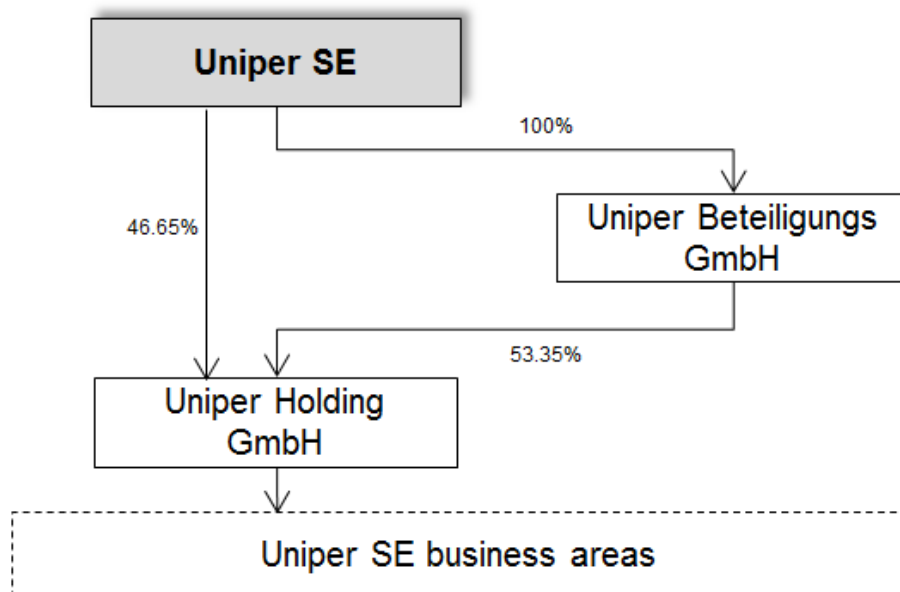 Uniper SE
100%
46.65%
Uniper Beteiligungs
GmbH
53.35%
Uniper Holding
GmbH
Uniper SE business areas